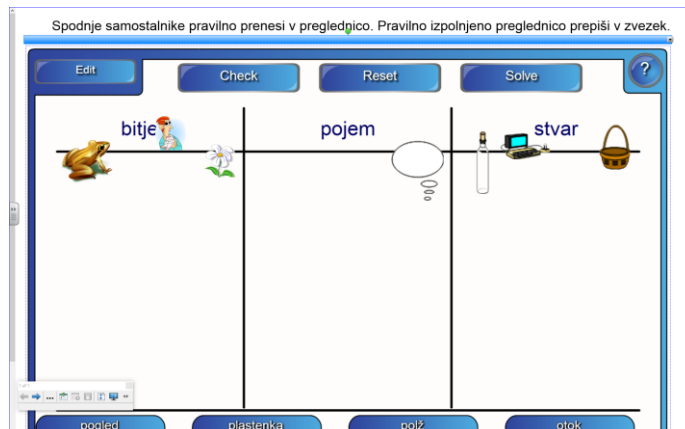 Spodnje samostalnike pravilno prenesi v preglednico. Pravilno izpolnjeno preglednico prepiši v zvezek.
Edit Check Reset Solve ?
bitje pojem stvar
pogled plastenka polž otok